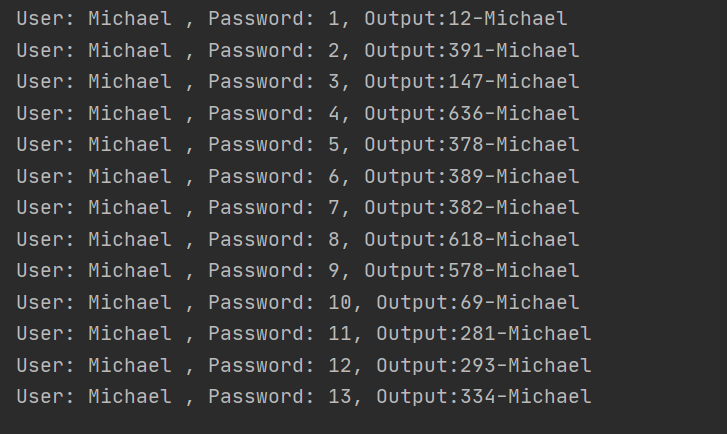 User: Michael , Password: 1, Output:12-Michael
User: Michael , Password: 2, Output:391-Michael
User: Michael , Password: 3, Output:147-Michael
User: Michael , Password: 4, Output:636-Michael
User: Michael , Password: 5, Output:378-Michael
User: Michael , Password: 6, Output:389-Michael
User: Michael , Password: 7, Output:382-Michael
User: Michael , Password: 8, Output:618-Michael
User: Michael , Password: 9, Output:578-Michael
User: Michael , Password: 10, Output:69-Michael
User: Michael , Password: 11, Output:281-Michael
User: Michael , Password: 12, Output:293-Michael
User: Michael , Password: 13, Output:334-Michael